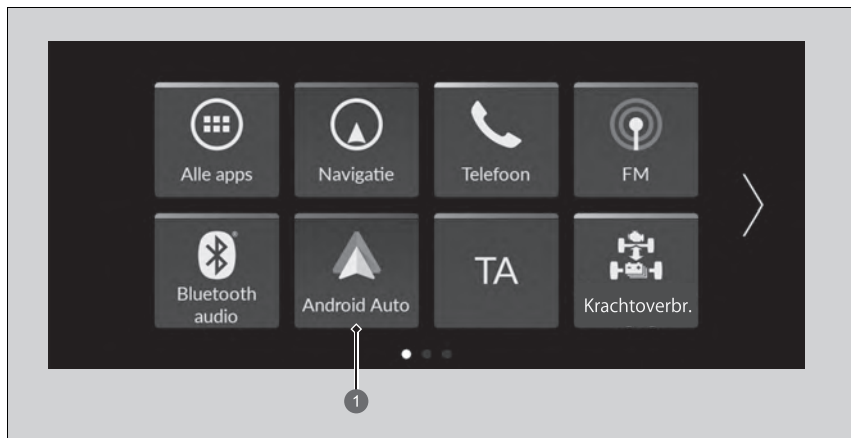 Alle apps
Navigatie
Telefoon
FM
Bluetooth
audio
Android Auto
TA
Krachtoverbr.
1